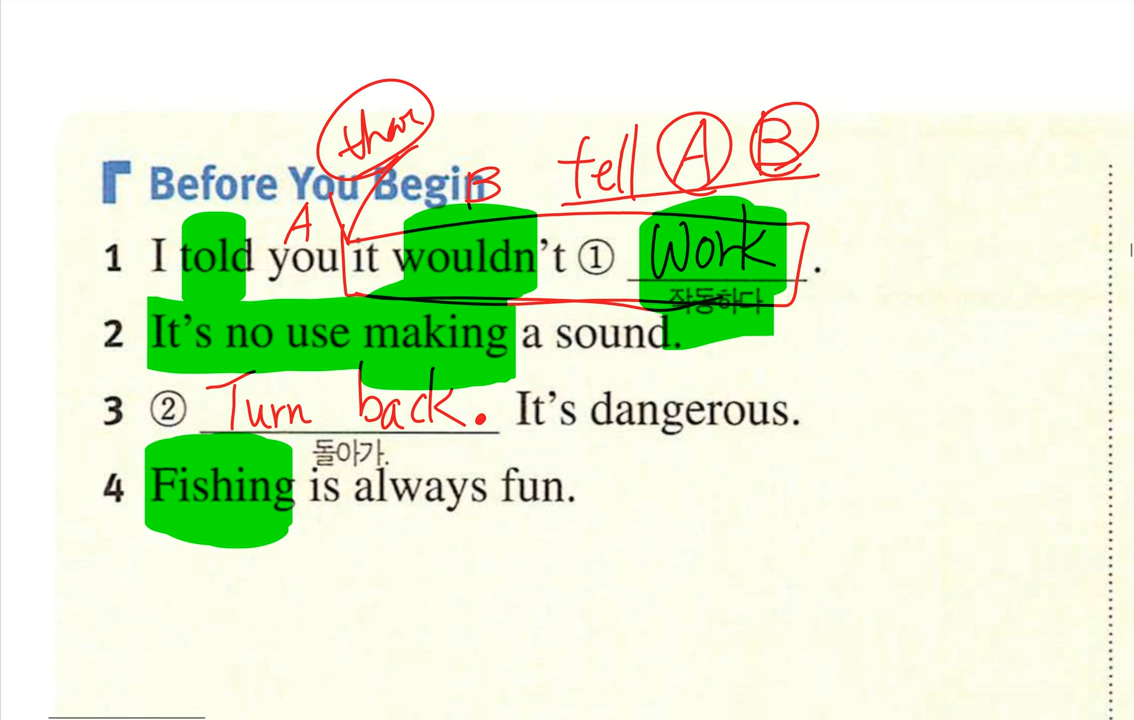 that
tell A B
Before You Begin
A B
1 I told you it wouldn't ① Work.
작동하다
2 It's no use making a sound.
3 ② Turn back. It's dangerous.
돌아가.
4 Fishing is always fun.